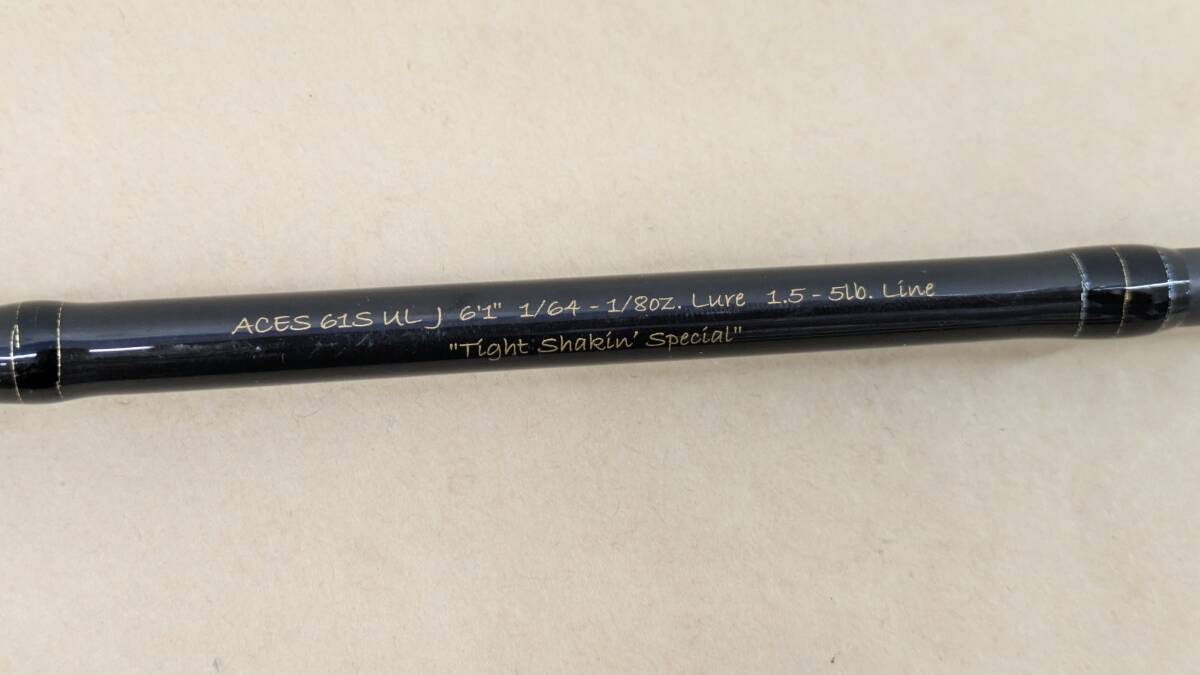 ACES 61S UL J 6'1" 1/64 - 1/8oz. Lure 1.5 - 5lb. Line
"Tight Shakin' Special"